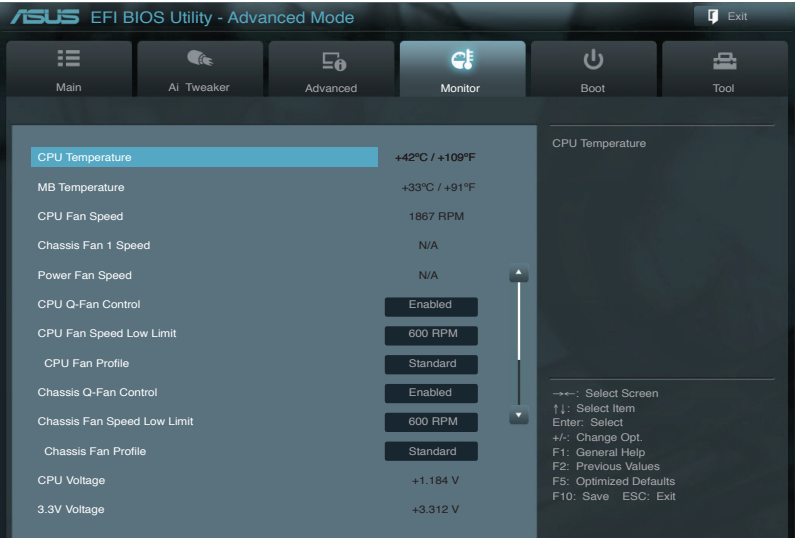 ASUS EFI BIOS Utility - Advanced Mode
Exit
Main
Ai Tweaker
Advanced
Monitor
Boot
Tool
CPU Temperature +42ºC / +109ºF
MB Temperature +33ºC / +91ºF
CPU Fan Speed 1867 RPM
Chassis Fan 1 Speed N/A
Power Fan Speed N/A
CPU Q-Fan Control Enabled
CPU Fan Speed Low Limit 600 RPM
CPU Fan Profile Standard
Chassis Q-Fan Control Enabled
Chassis Fan Speed Low Limit 600 RPM
Chassis Fan Profile Standard
CPU Voltage +1.184 V
3.3V Voltage +3.312 V
CPU Temperature
→←: Select Screen
↑↓: Select Item
Enter: Select
+/-: Change Opt.
F1: General Help
F2: Previous Values
F5: Optimized Defaults
F10: Save ESC: Exit